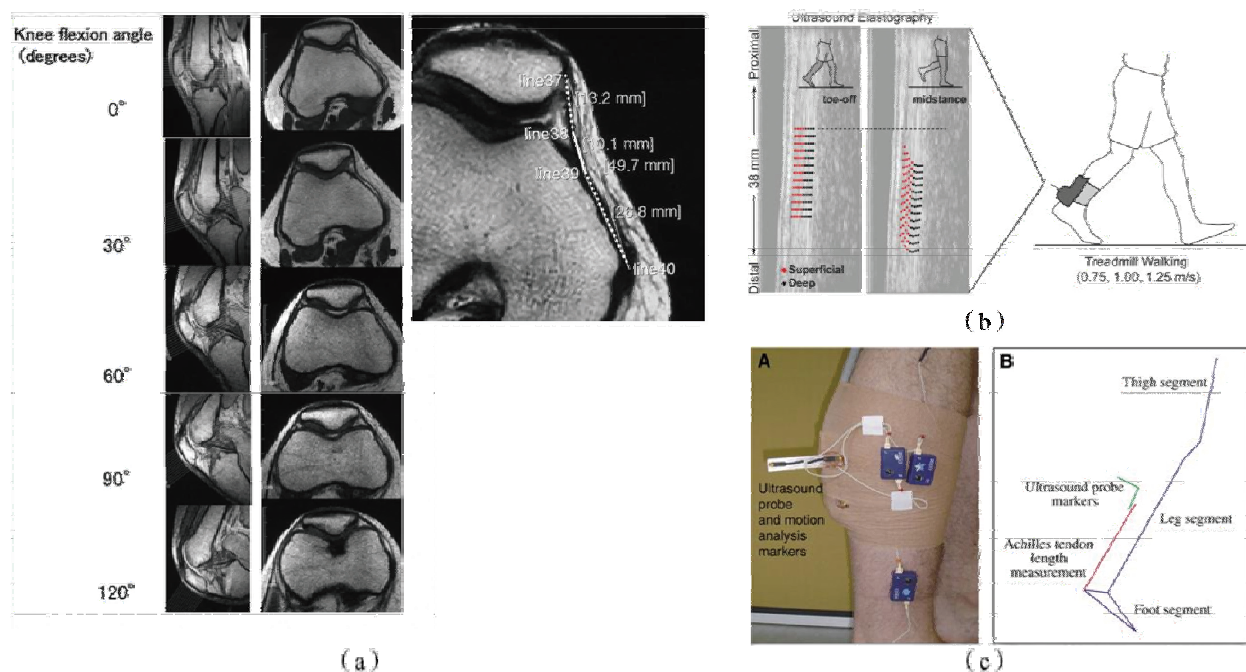 Knee flexion angle
(degrees)
0°
30°
60°
90°
120°
line37
[13.2 mm]
line38
[49.7 mm]
line39
line40
(a)
Ultrasound Elastography
Proximal
38 mm
Distal
toe-off
midstance
Superficial
Deep
Treadmill Walking
(0.75, 1.00, 1.25 m/s)
(b)
A
Ultrasound
probe
and motion
analysis
markers
B
Thigh segment
Ultrasound probe
markers
Leg segment
Achilles tendon
length
measurement
Foot segment
(c)